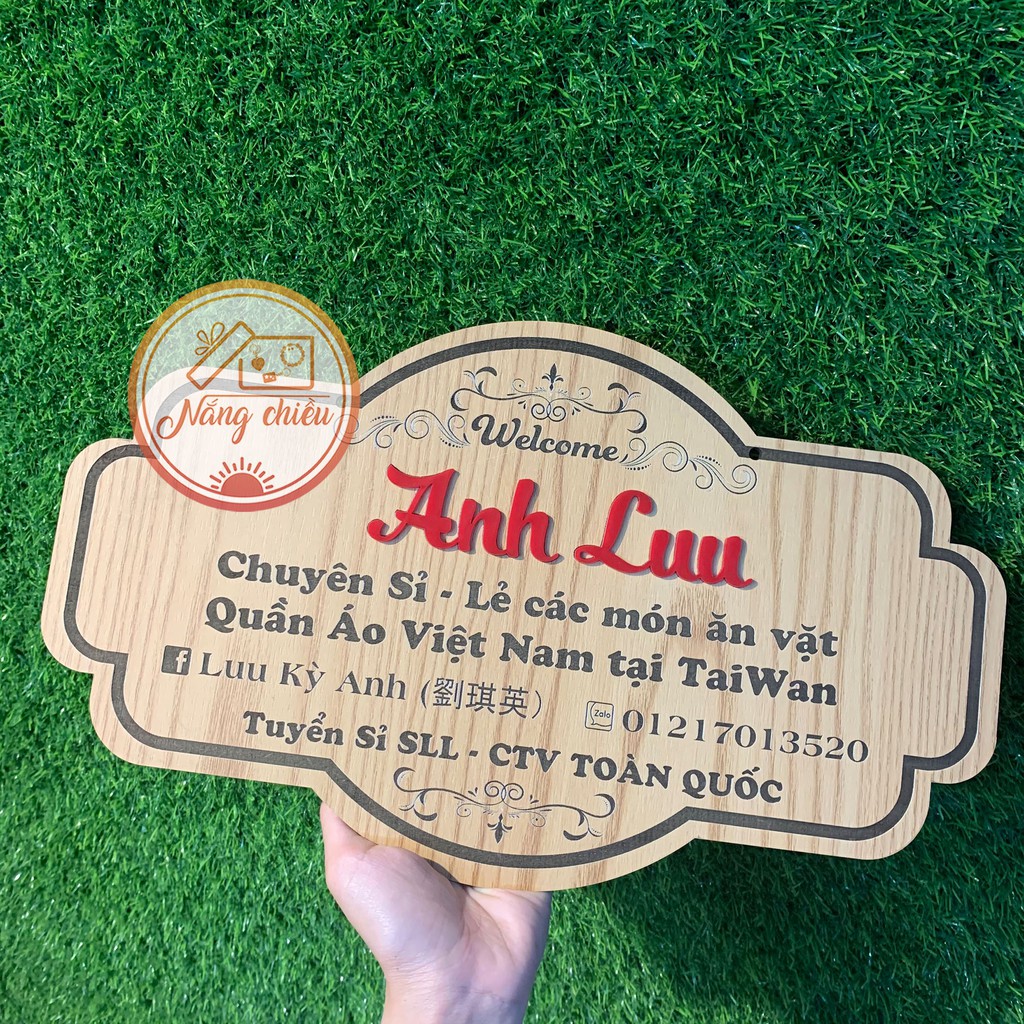 Nắng chiều
Welcome
Anh Luu
Chuyên Sỉ - Lẻ các món ăn vặt
Quần Áo Việt Nam tại TaiWan
Luu Kỳ Anh (劉琪英)
Zalo 01217013520
Tuyển Sỉ SLL - CTV TOÀN QUỐC